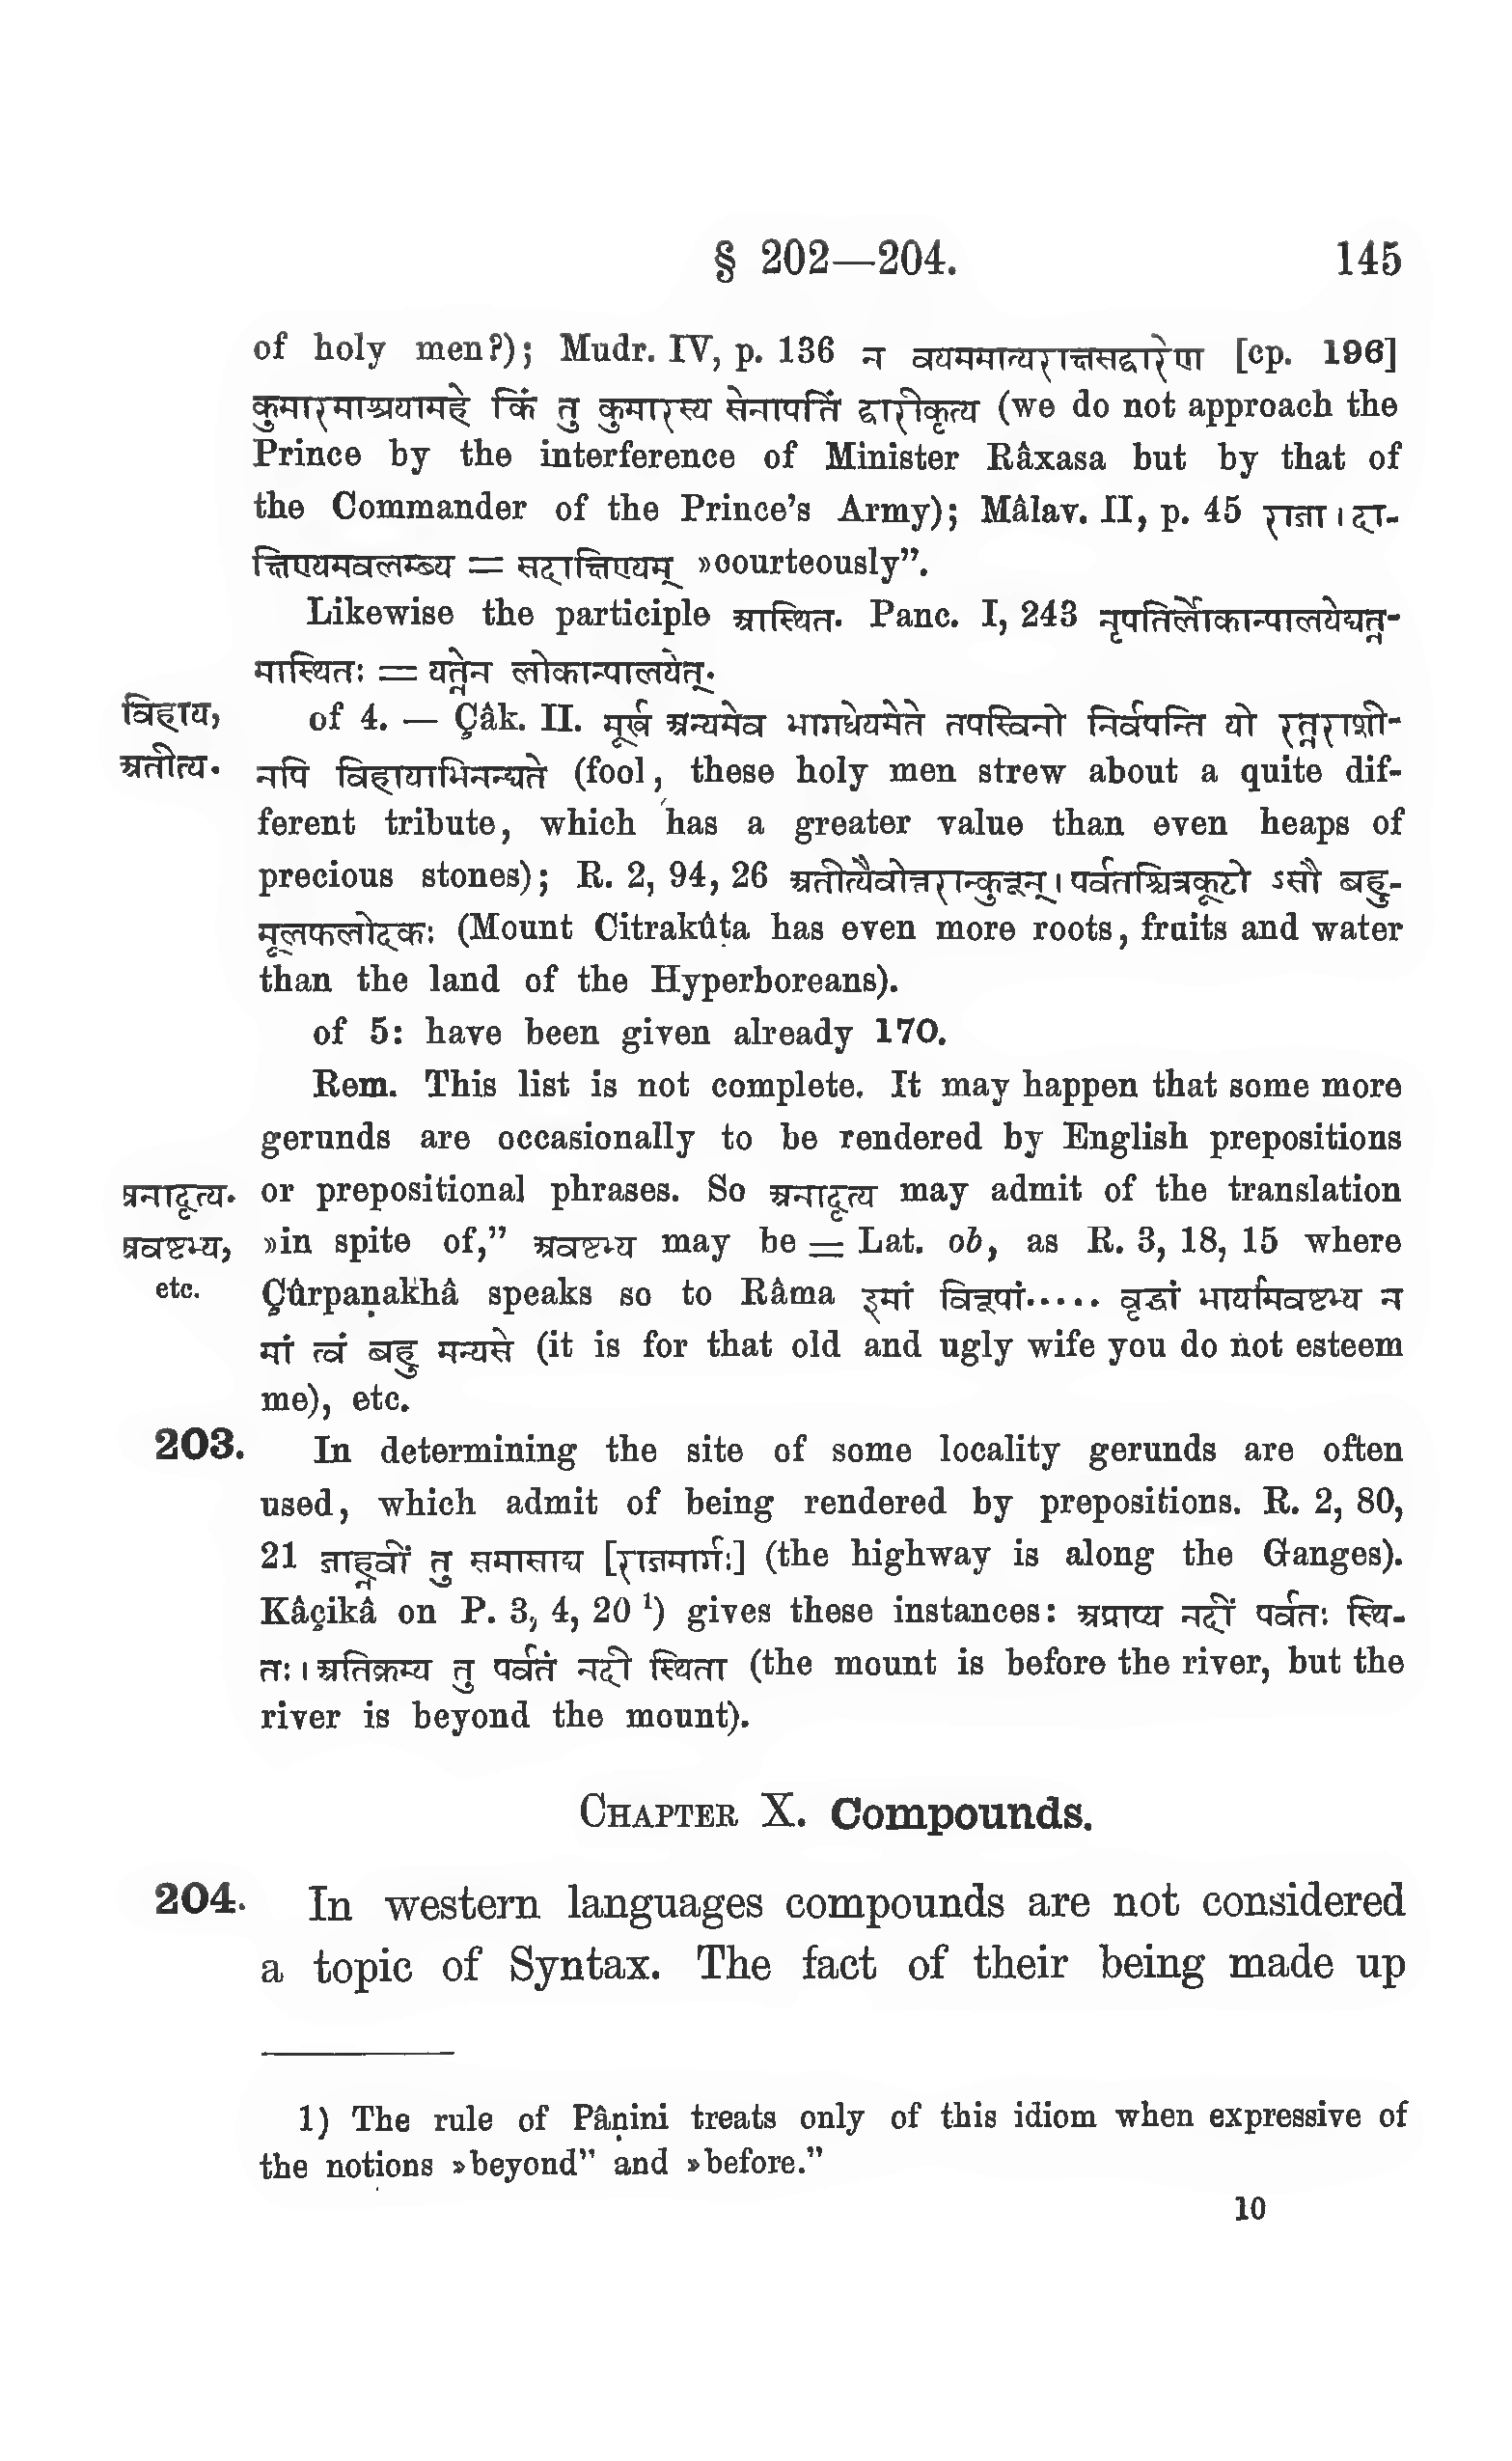 § 202—204. 145
of holy men?); Mudr. IV, p. 136 न वयममात्यराक्षसद्वारेण [cp. 196]
कुमारमाश्रयामहे किं तु कुमारस्य सेनापतिं द्वारीकृत्य (we do not approach the
Prince by the interference of Minister Râxasa but by that of
the Commander of the Prince's Army); Mâlav. II, p. 45 राजा । दा-
क्षिण्यमवलम्ब्य = सदाक्षिण्यम् »courteously”.
Likewise the participle आस्थित. Panc. I, 243 नृपतिर्लोकान्पालयेद्यत्न-
मास्थितः = यत्नेन लोकान्पालयेत्.
विहाय, of 4. — Çâk. II. मूर्ख अन्यमेव भागधेयमेते तपस्विनो निर्वपन्ति यो रत्नराशी-
अतीत्य. नपि विहायाभिनन्द्यते (fool, these holy men strew about a quite dif-
ferent tribute, which has a greater value than even heaps of
precious stones); R. 2, 94, 26 अतीत्यैवोत्तरान्कुरून् । पर्वतश्चित्रकूटो ऽसौ बहु-
मूलफलोदकः (Mount Citrakûṭa has even more roots, fruits and water
than the land of the Hyperboreans).
of 5: have been given already 170.
Rem. This list is not complete. It may happen that some more
gerunds are occasionally to be rendered by English prepositions
अनादृत्य. or prepositional phrases. So अनादृत्य may admit of the translation
अवष्टभ्य, »in spite of,” अवष्टभ्य may be = Lat. ob, as R. 3, 18, 15 where
etc. Çûrpaṇakhâ speaks so to Râma इमां विरूपां..... वृद्धां भार्यामवष्टभ्य न
मां त्वं बहु मन्यसे (it is for that old and ugly wife you do not esteem
me), etc.
203. In determining the site of some locality gerunds are often
used, which admit of being rendered by prepositions. R. 2, 80,
21 जाह्नवीं तु समासाद्य [राजमार्गः] (the highway is along the Ganges).
Kâçikâ on P. 3, 4, 20 ¹) gives these instances: अप्राप्य नदीं पर्वतः स्थि-
तः । अतिक्रम्य तु पर्वतं नदी स्थिता (the mount is before the river, but the
river is beyond the mount).
CHAPTER X. Compounds.
204. In western languages compounds are not considered
a topic of Syntax. The fact of their being made up
1) The rule of Pâṇini treats only of this idiom when expressive of
the notions »beyond” and »before.”
10